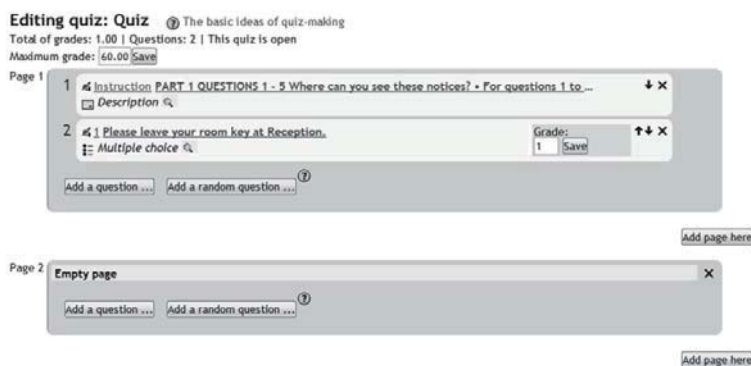 Editing quiz: Quiz ? The basic ideas of quiz-making
Total of grades: 1.00 | Questions: 2 | This quiz is open
Maximum grade: 60.00 Save
Page 1
1 Instruction PART 1 QUESTIONS 1 - 5 Where can you see these notices? • For questions 1 to ...
Description
2 1 Please leave your room key at Reception.
Multiple choice
Grade:
1 Save
Add a question ... Add a random question ... ?
Add page here
Page 2 Empty page
Add a question ... Add a random question ... ?
Add page here